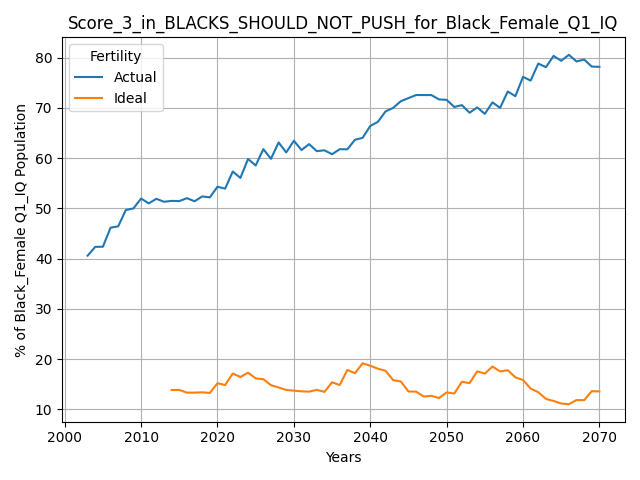 Score_3_in_BLACKS_SHOULD_NOT_PUSH_for_Black_Female_Q1_IQ
Fertility
Actual
Ideal
% of Black_Female Q1_IQ Population
80
70
60
50
40
30
20
10
2000 2010 2020 2030 2040 2050 2060 2070
Years